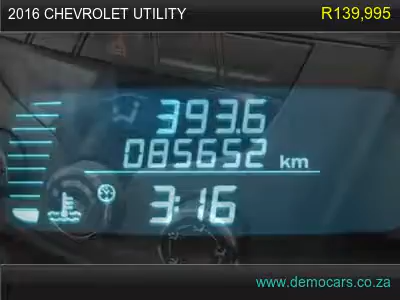 2016 CHEVROLET UTILITY
R139,995
393.6
085652 km
3:16
www.democars.co.za